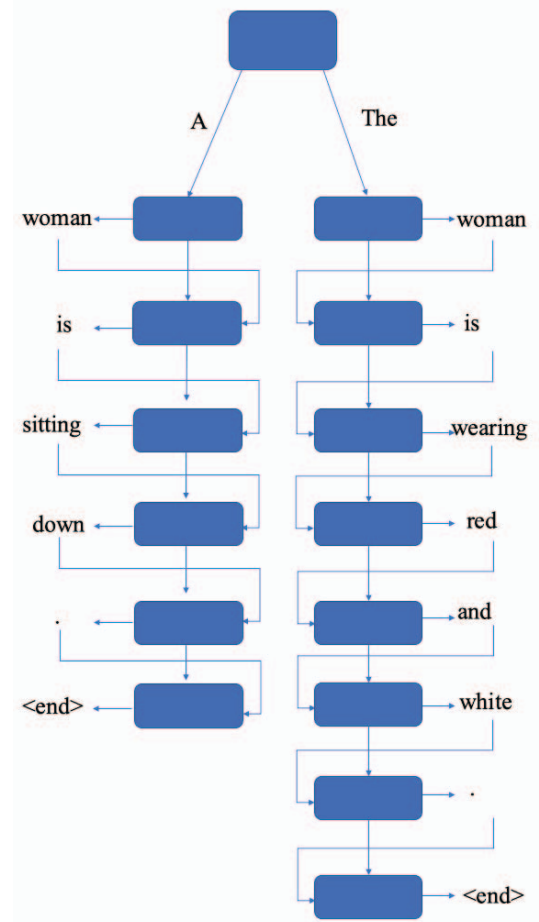 A
The
woman
is
sitting
down
.
<end>
woman
is
wearing
red
and
white
.
<end>